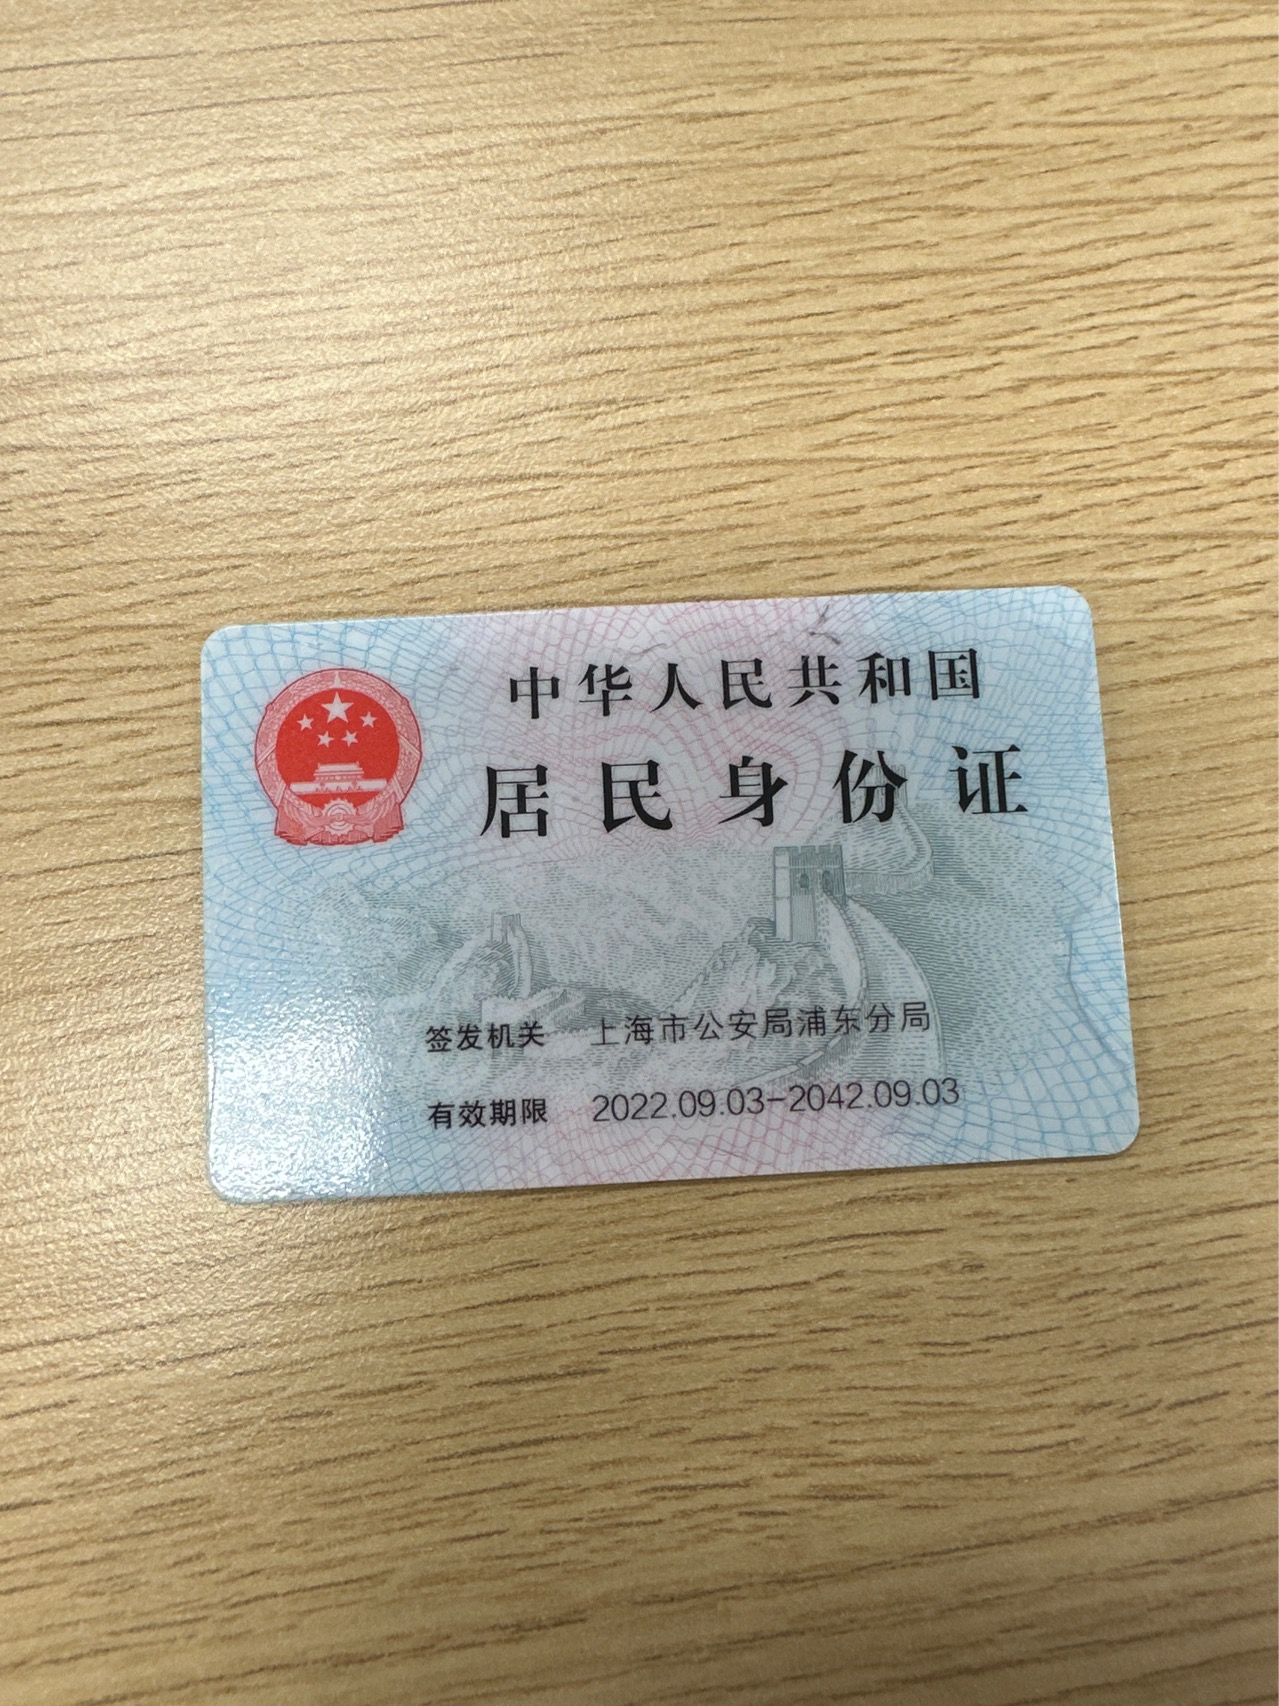 中华人民共和国
居民身份证
签发机关 上海市公安局浦东分局
有效期限 2022.09.03-2042.09.03